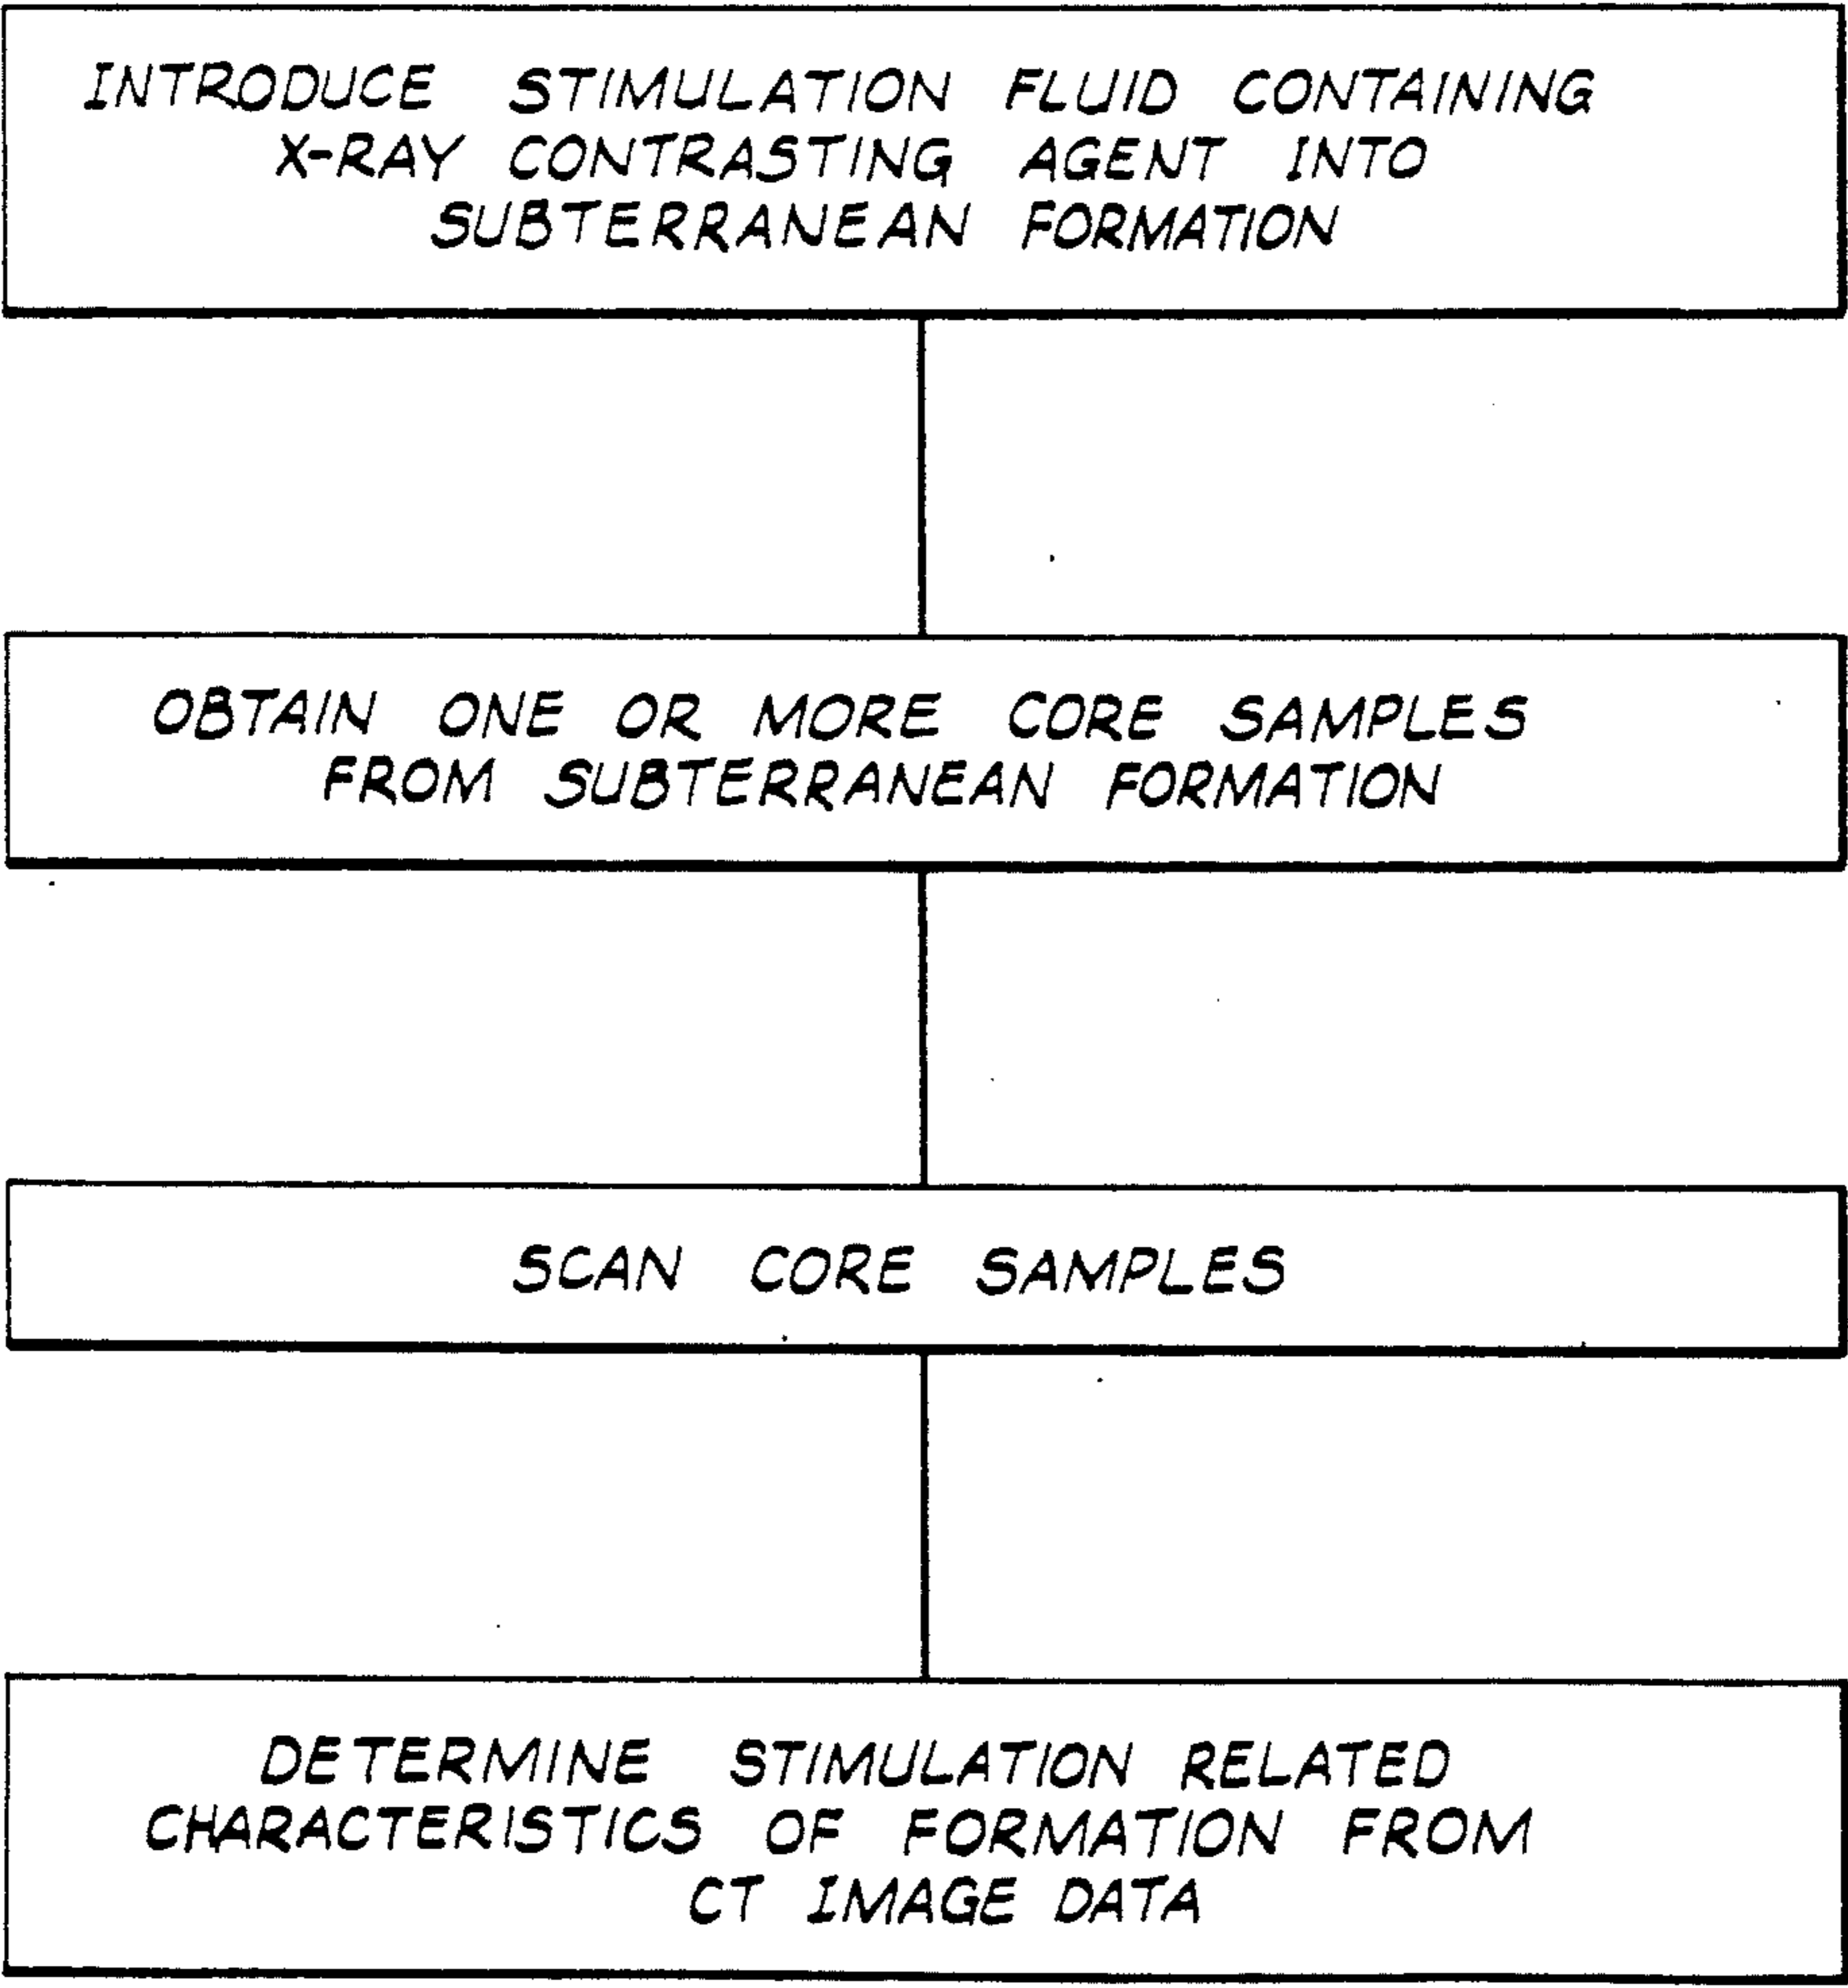 INTRODUCE STIMULATION FLUID CONTAINING
X-RAY CONTRASTING AGENT INTO
SUBTERRANEAN FORMATION
OBTAIN ONE OR MORE CORE SAMPLES
FROM SUBTERRANEAN FORMATION
SCAN CORE SAMPLES
DETERMINE STIMULATION RELATED
CHARACTERISTICS OF FORMATION FROM
CT IMAGE DATA